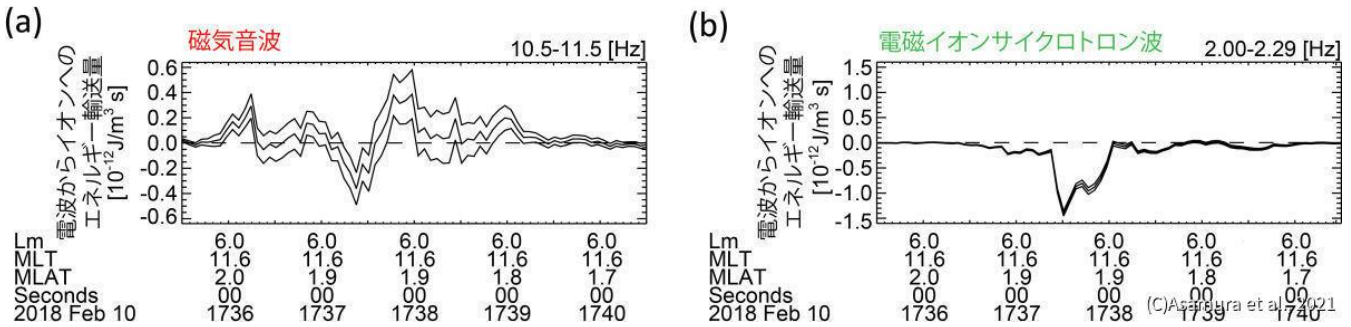 (a)
磁気音波
10.5-11.5 [Hz]
電波からイオンへの
エネルギー輸送量
[10-12J/m3 s]
0.6
0.4
0.2
0.0
-0.2
-0.4
-0.6
Lm 6.0 6.0 6.0 6.0 6.0
MLT 11.6 11.6 11.6 11.6 11.6
MLAT 2.0 1.9 1.9 1.8 1.7
Seconds 00 00 00 00 00
2018 Feb 10 1736 1737 1738 1739 1740
(b)
電磁イオンサイクロトロン波
2.00-2.29 [Hz]
電波からイオンへの
エネルギー輸送量
[10-12J/m3 s]
1.5
1.0
0.5
0.0
-0.5
-1.0
-1.5
Lm 6.0 6.0 6.0 6.0 6.0
MLT 11.6 11.6 11.6 11.6 11.6
MLAT 2.0 1.9 1.9 1.8 1.7
Seconds 00 00 00 00 00
2018 Feb 10 1736 1737 1738 1739 1740
(C)Asamura et al. 2021